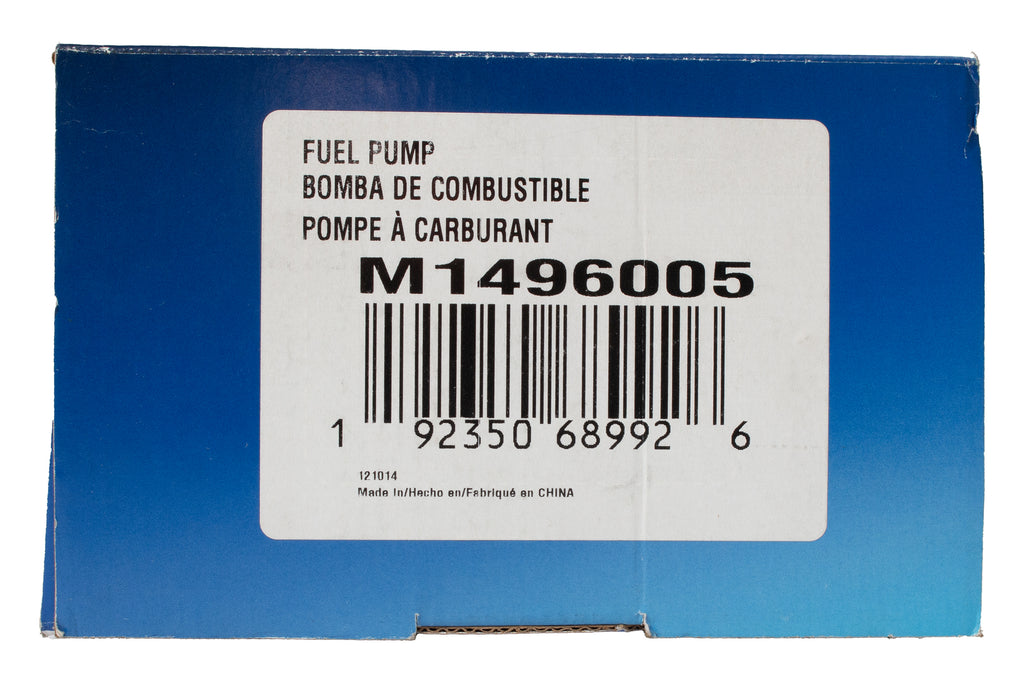 FUEL PUMP
BOMBA DE COMBUSTIBLE
POMPE À CARBURANT
M1496005
1 92350 68992 6
121014
Made In/Hecho en/Fabriqué en CHINA